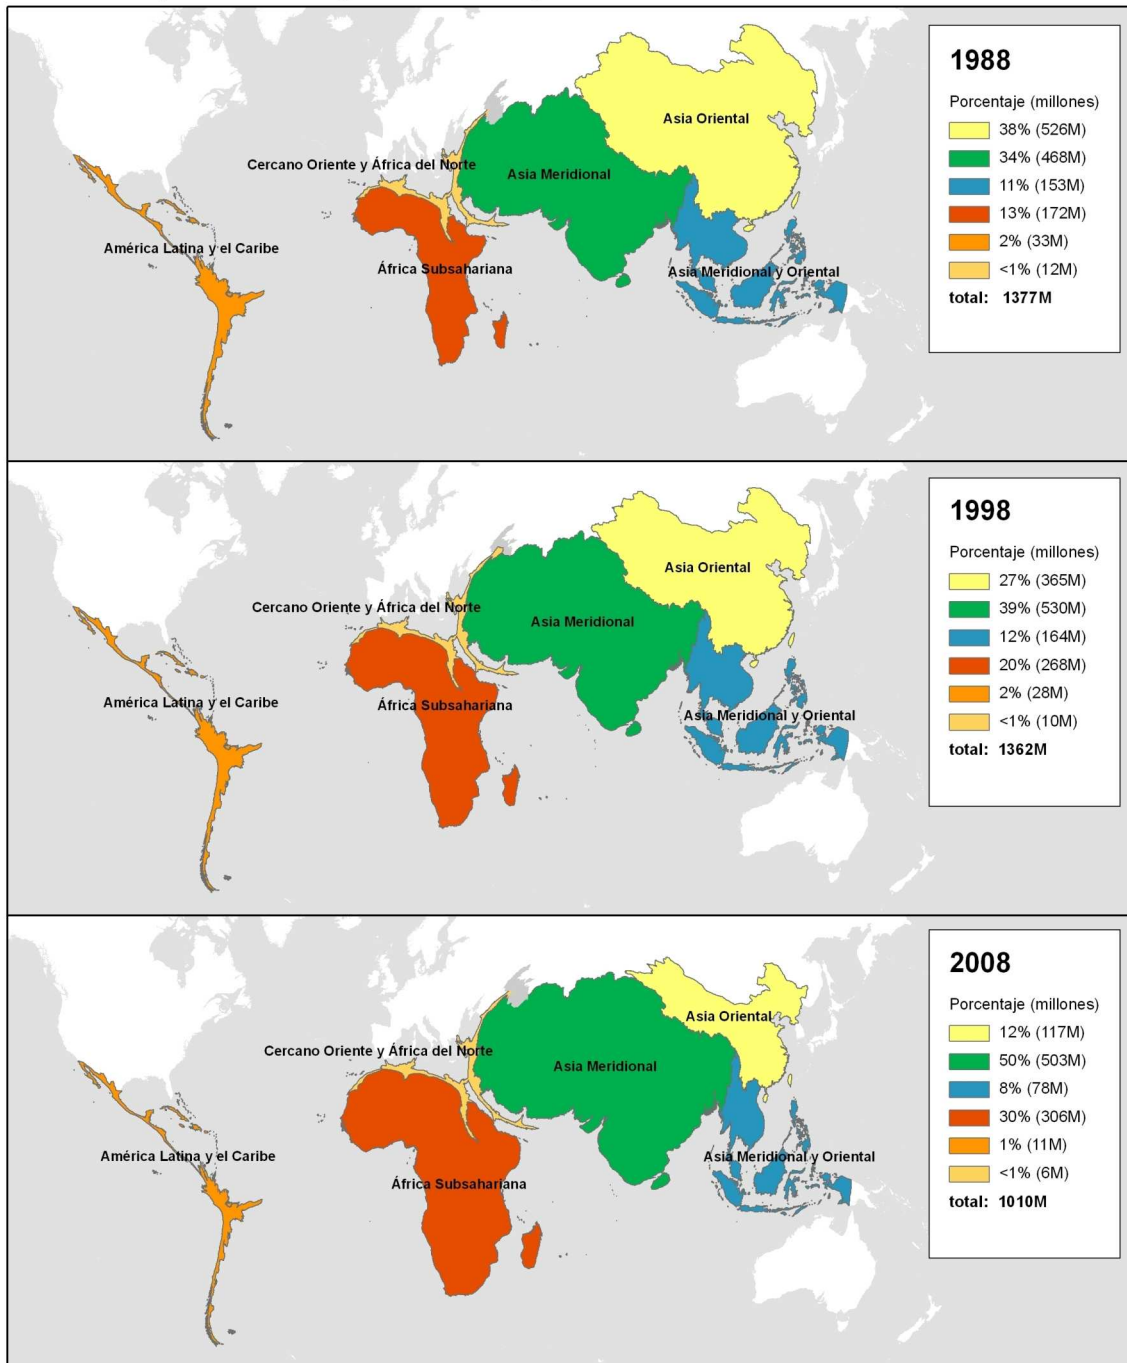 1988
Porcentaje (millones)
38% (526M)
34% (468M)
11% (153M)
13% (172M)
2% (33M)
<1% (12M)
total: 1377M
Asia Oriental
Cercano Oriente y África del Norte
Asia Meridional
América Latina y el Caribe
África Subsahariana
Asia Meridional y Oriental
1998
Porcentaje (millones)
27% (365M)
39% (530M)
12% (164M)
20% (268M)
2% (28M)
<1% (10M)
total: 1362M
Asia Oriental
Cercano Oriente y África del Norte
Asia Meridional
América Latina y el Caribe
África Subsahariana
Asia Meridional y Oriental
2008
Porcentaje (millones)
12% (117M)
50% (503M)
8% (78M)
30% (306M)
1% (11M)
<1% (6M)
total: 1010M
Asia Oriental
Cercano Oriente y África del Norte
Asia Meridional
América Latina y el Caribe
Asia Meridional y Oriental
África Subsahariana